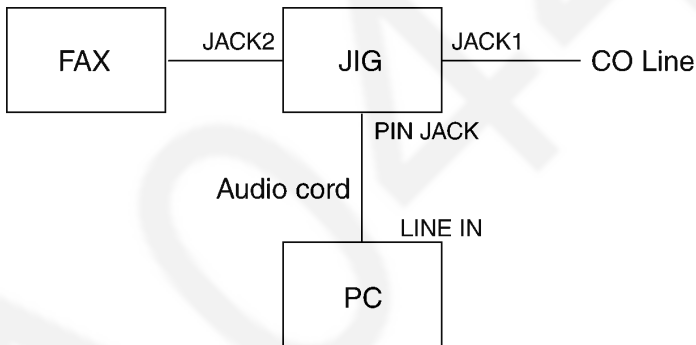 FAX
JACK2
JIG
JACK1
CO Line
PIN JACK
Audio cord
LINE IN
PC